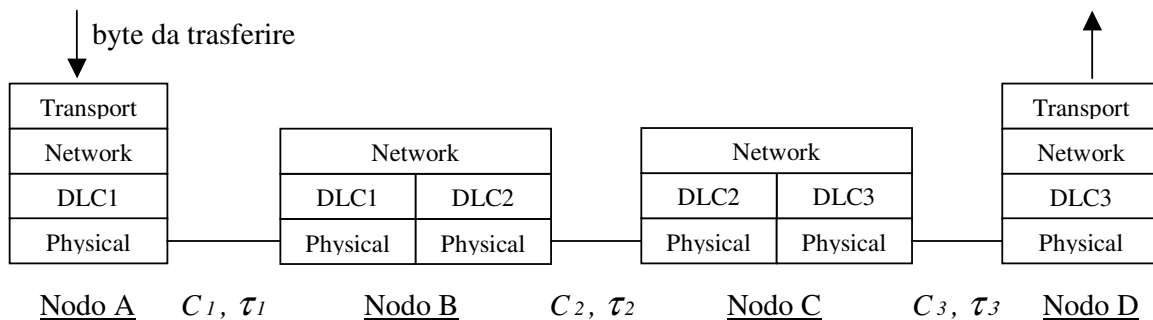 byte da trasferire
Transport Transport
Network Network Network Network
DLC1 DLC1 DLC2 DLC2 DLC3 DLC3
Physical Physical Physical Physical Physical Physical
Nodo A C1, τ1 Nodo B C2, τ2 Nodo C C3, τ3 Nodo D